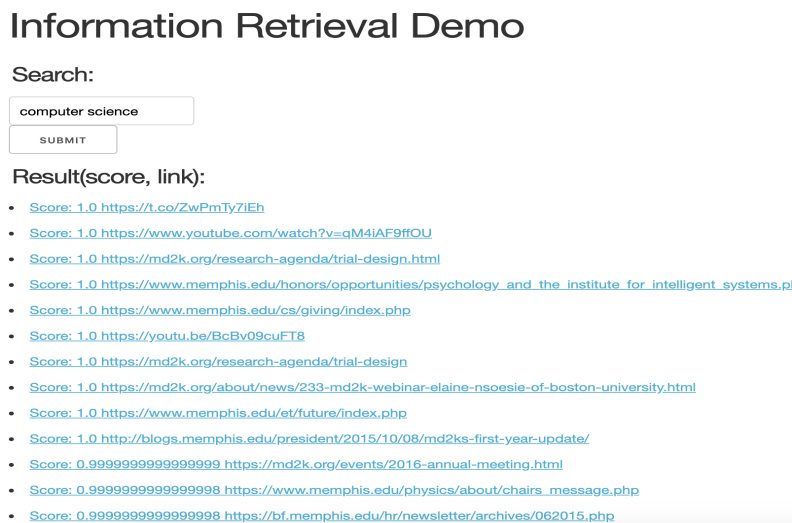 Information Retrieval Demo
Search:
computer science
SUBMIT
Result(score, link):
Score: 1.0 https://t.co/ZwPmTy7iEh
Score: 1.0 https://www.youtube.com/watch?v=qM4iAF9ffOU
Score: 1.0 https://md2k.org/research-agenda/trial-design.html
Score: 1.0 https://www.memphis.edu/honors/opportunities/psychology_and_the_institute_for_intelligent_systems.pl
Score: 1.0 https://www.memphis.edu/cs/giving/index.php
Score: 1.0 https://youtu.be/BcBv09cuFT8
Score: 1.0 https://md2k.org/research-agenda/trial-design
Score: 1.0 https://md2k.org/about/news/233-md2k-webinar-elaine-nsoesie-of-boston-university.html
Score: 1.0 https://www.memphis.edu/et/future/index.php
Score: 1.0 http://blogs.memphis.edu/president/2015/10/08/md2ks-first-year-update/
Score: 0.9999999999999999 https://md2k.org/events/2016-annual-meeting.html
Score: 0.9999999999999998 https://www.memphis.edu/physics/about/chairs_message.php
Score: 0.9999999999999998 https://bf.memphis.edu/hr/newsletter/archives/062015.php